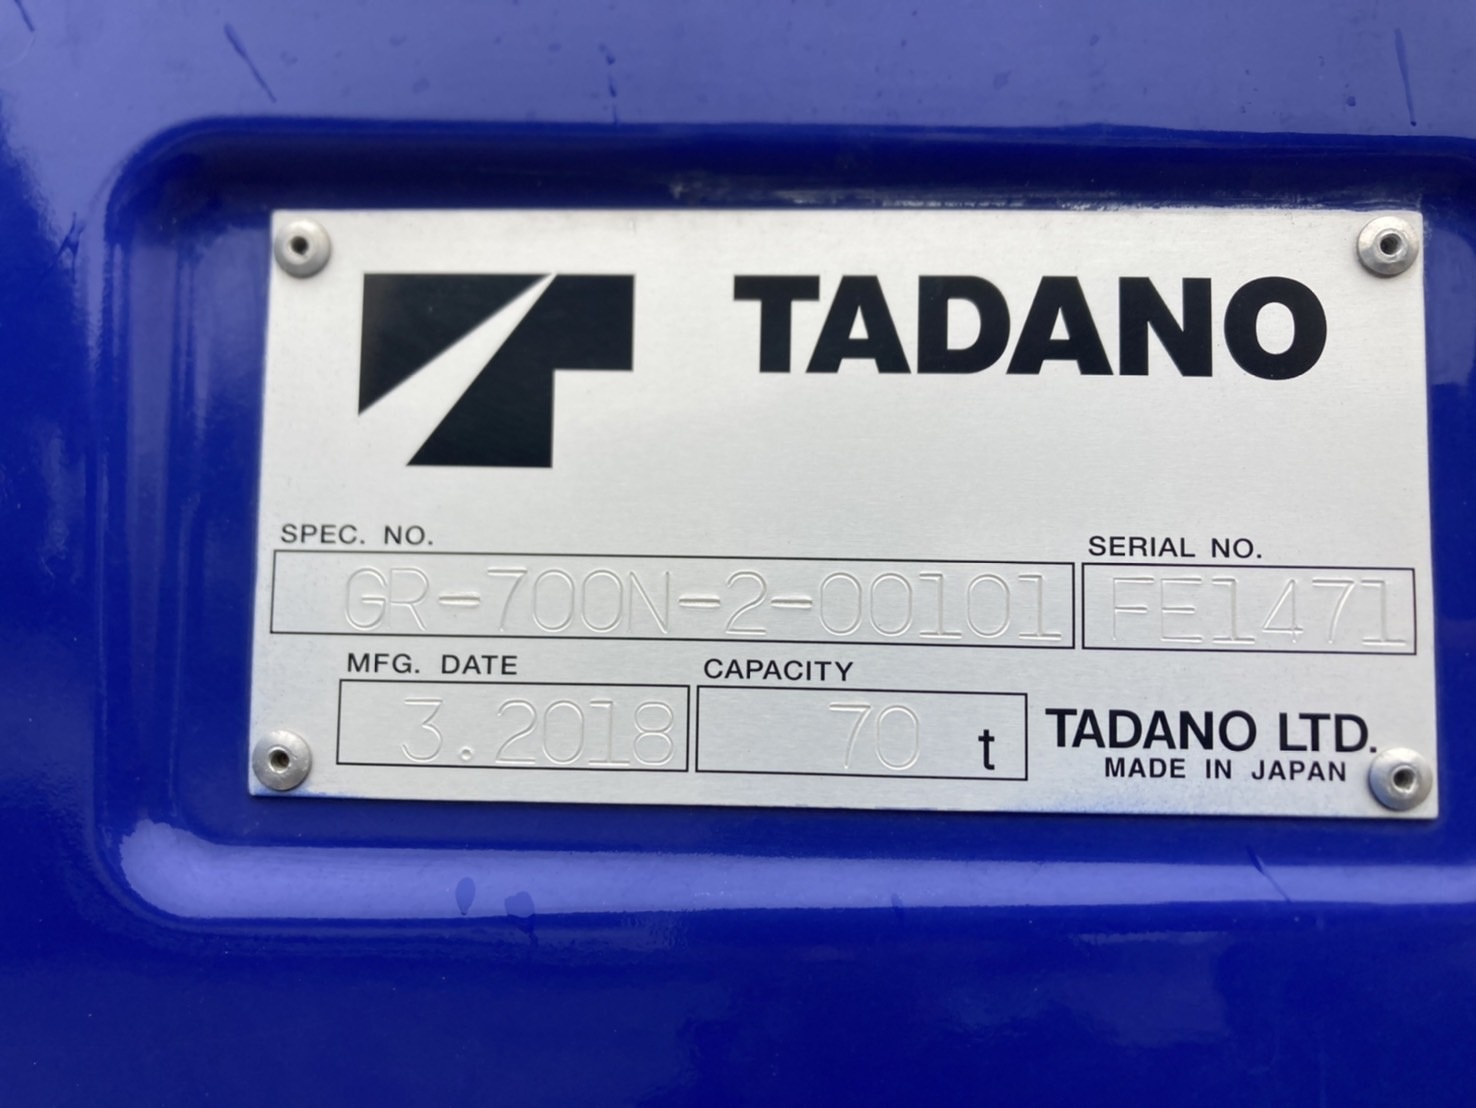 TADANO
SPEC. NO. SERIAL NO.
GR-700N-2-00101 FE1471
MFG. DATE CAPACITY
3.2018 70 t TADANO LTD.
MADE IN JAPAN